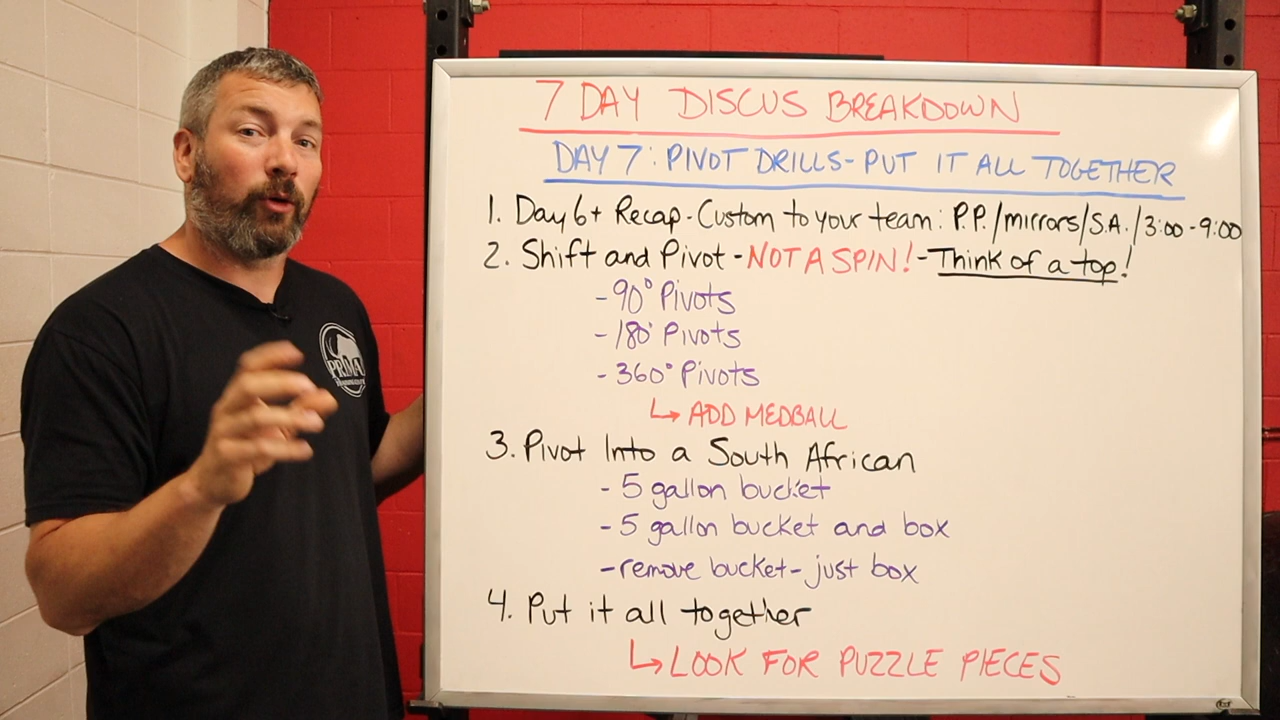 7 DAY DISCUS BREAKDOWN
DAY 7: PIVOT DRILLS-PUT IT ALL TOGETHER
1. Day 6+ Recap-Custom to your team: P.P./mirrors/S.A./3:00-9:00
2. Shift and Pivot-NOT A SPIN!-Think of a top!
-90° Pivots
-180° Pivots
-360° Pivots
↳ ADD MEDBALL
3. Pivot Into a South African
-5 gallon bucket
-5 gallon bucket and box
-remove bucket-just box
4. Put it all together
↳ LOOK FOR PUZZLE PIECES
PRIMAL